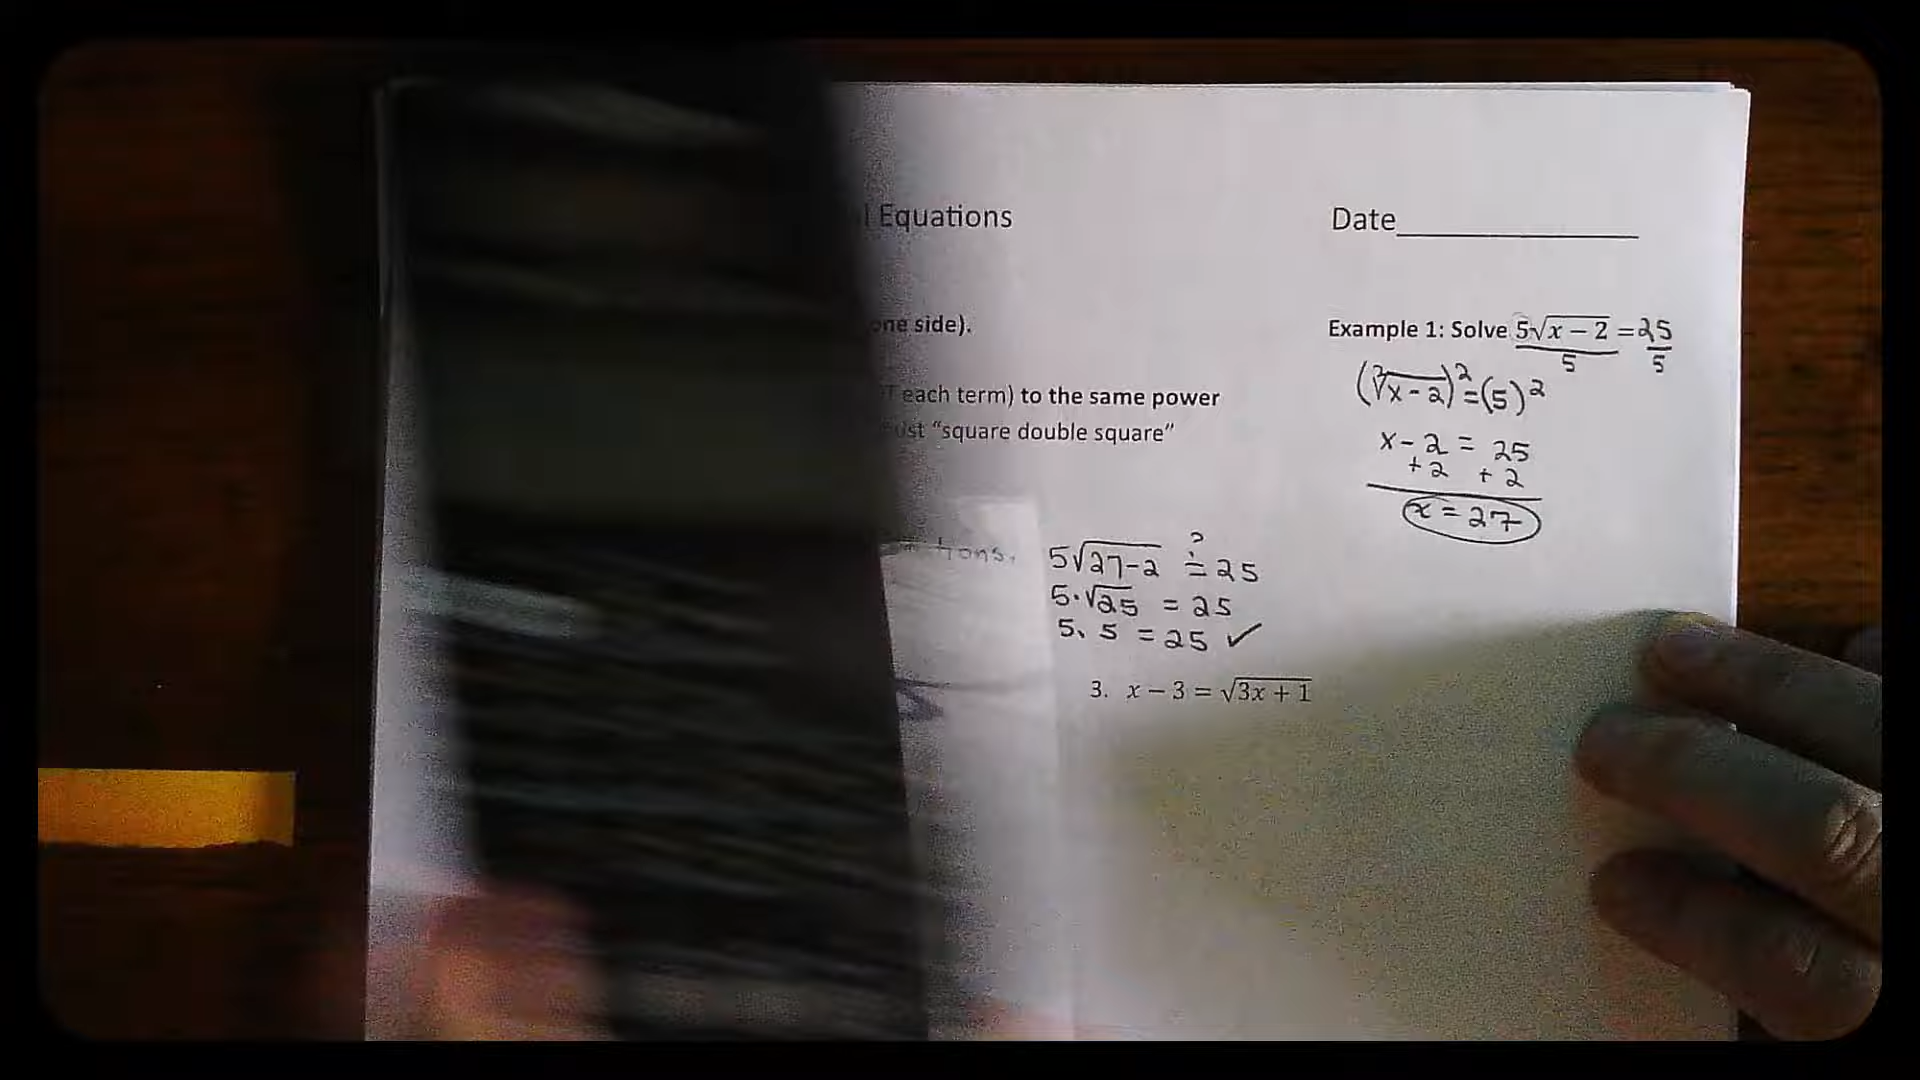 Equations
Date
one side).
each term) to the same power
"square double square"
Example 1: Solve 5√x − 2 = 25
5 5
(²√x - 2)² = (5)²
x - 2 = 25
+2 +2
x = 27
tions.
5√27-2 ≟ 25
5·√25 = 25
5. 5 = 25 ✓
3. x − 3 = √3x + 1